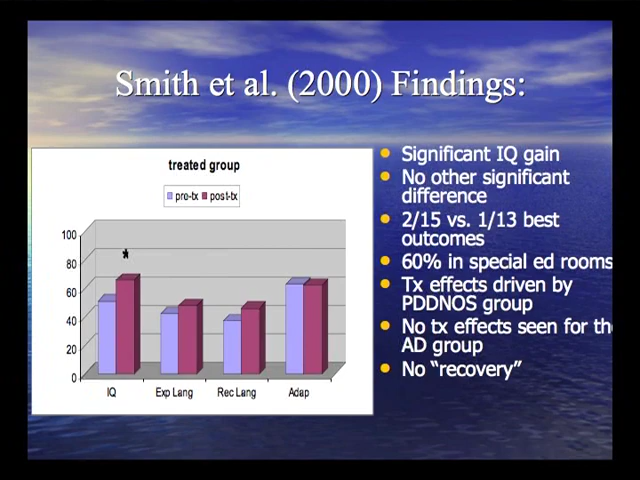 Smith et al. (2000) Findings:
treated group
pre-tx post-tx
100
80
60
40
20
0
*
IQ Exp Lang Rec Lang Adap
Significant IQ gain
No other significant
difference
2/15 vs. 1/13 best
outcomes
60% in special ed rooms
Tx effects driven by
PDDNOS group
No tx effects seen for th
AD group
No “recovery”